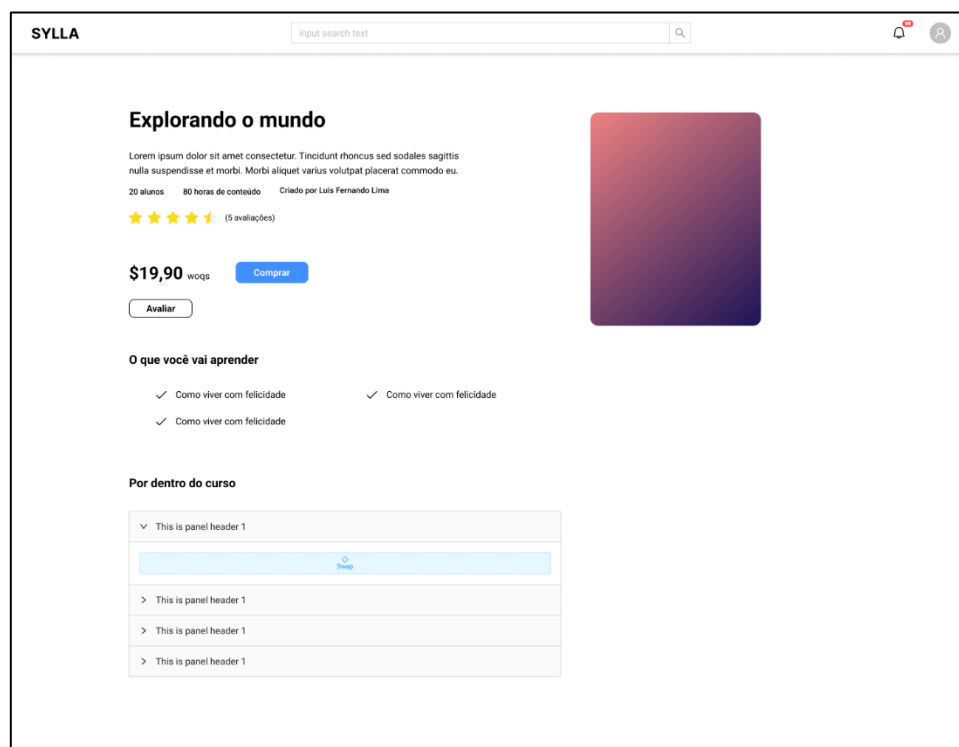 SYLLA
input search text
Explorando o mundo
Lorem ipsum dolor sit amet consectetur. Tincidunt rhoncus sed sodales sagittis
nulla suspendisse et morbi. Morbi aliquet varius volutpat placerat commodo eu.
20 alunos 80 horas de conteúdo Criado por Luis Fernando Lima
(5 avaliações)
$19,90 woqs Comprar
Avaliar
O que você vai aprender
Como viver com felicidade Como viver com felicidade
Como viver com felicidade
Por dentro do curso
This is panel header 1
Swap
This is panel header 1
This is panel header 1
This is panel header 1